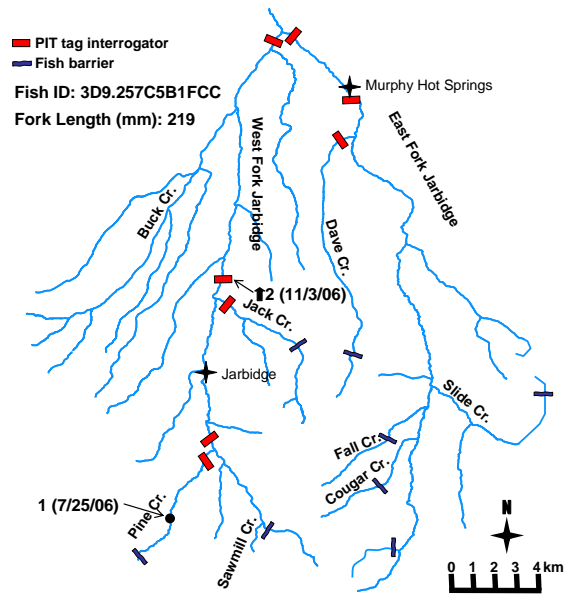 PIT tag interrogator
Fish barrier
Fish ID: 3D9.257C5B1FCC
Fork Length (mm): 219
Murphy Hot Springs
West Fork Jarbidge
East Fork Jarbidge
Buck Cr.
Dave Cr.
⬆2 (11/3/06)
Jack Cr.
Jarbidge
Slide Cr.
Fall Cr.
Cougar Cr.
1 (7/25/06)
Pine Cr.
Sawmill Cr.
N
0 1 2 3 4 km